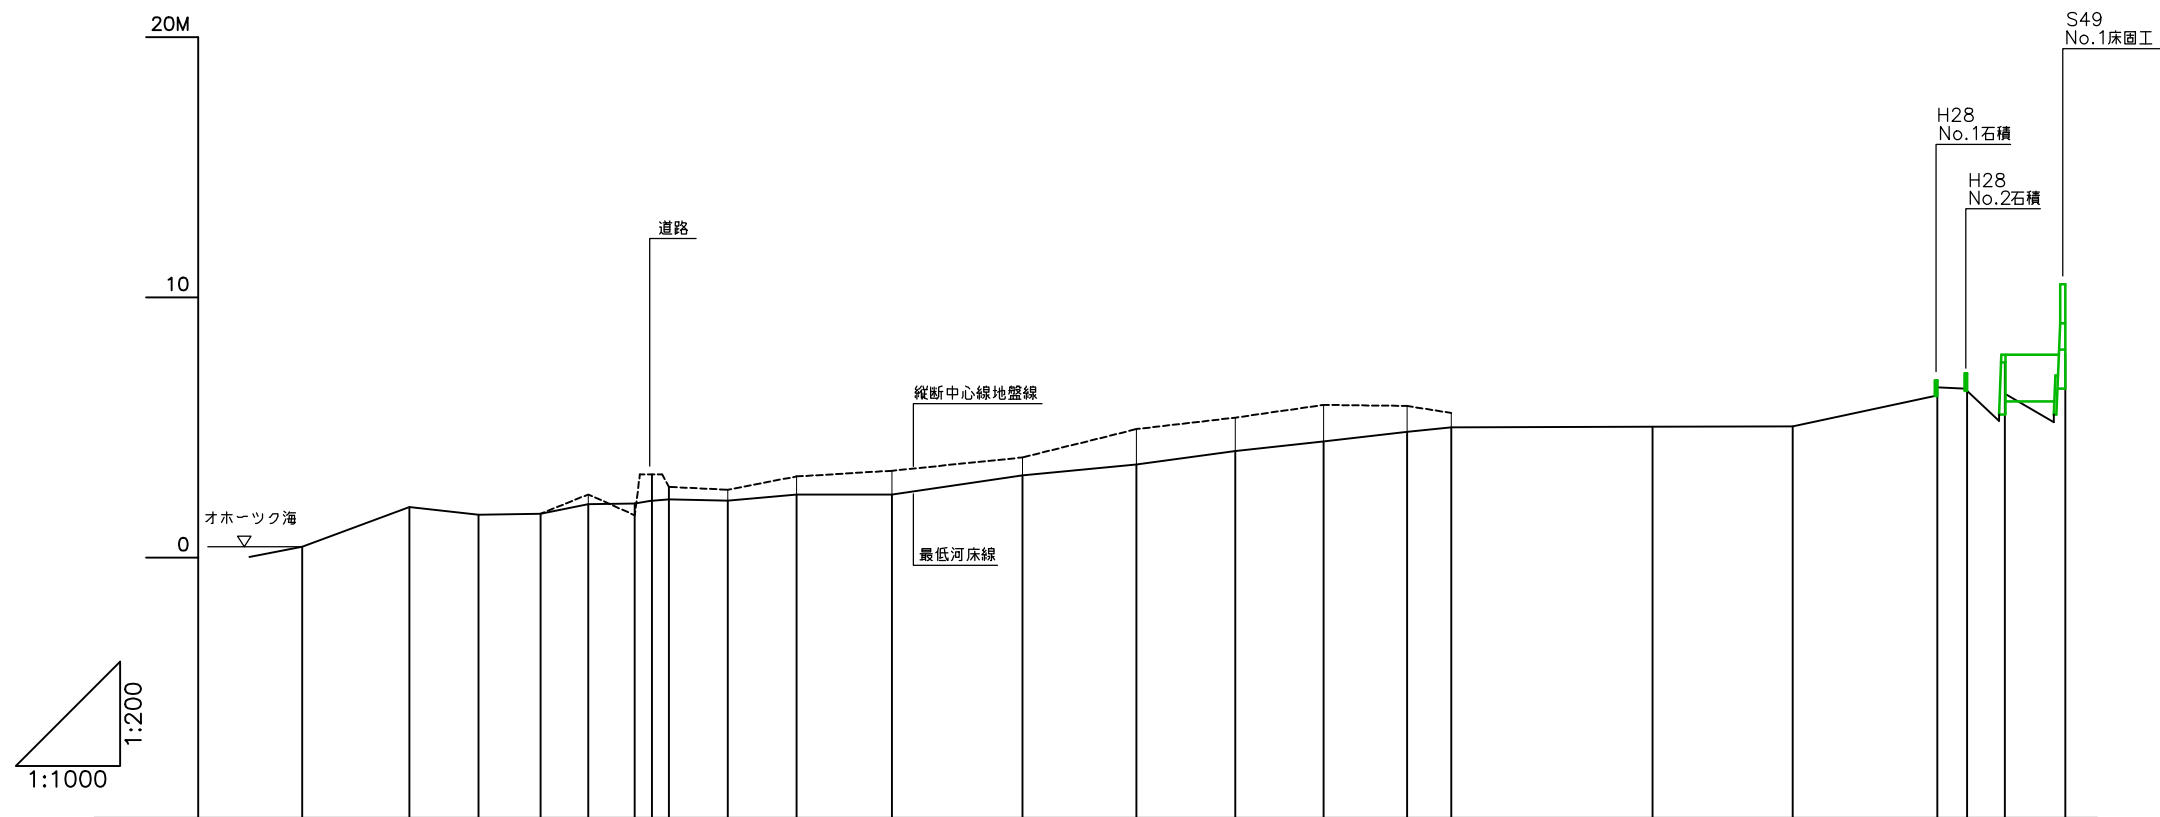 20M
S49
No.1床固工
H28
No.1石積
H28
No.2石積
道路
10
縦断中心線地盤線
オホーツク海
0
最低河床線
1:200
1:1000